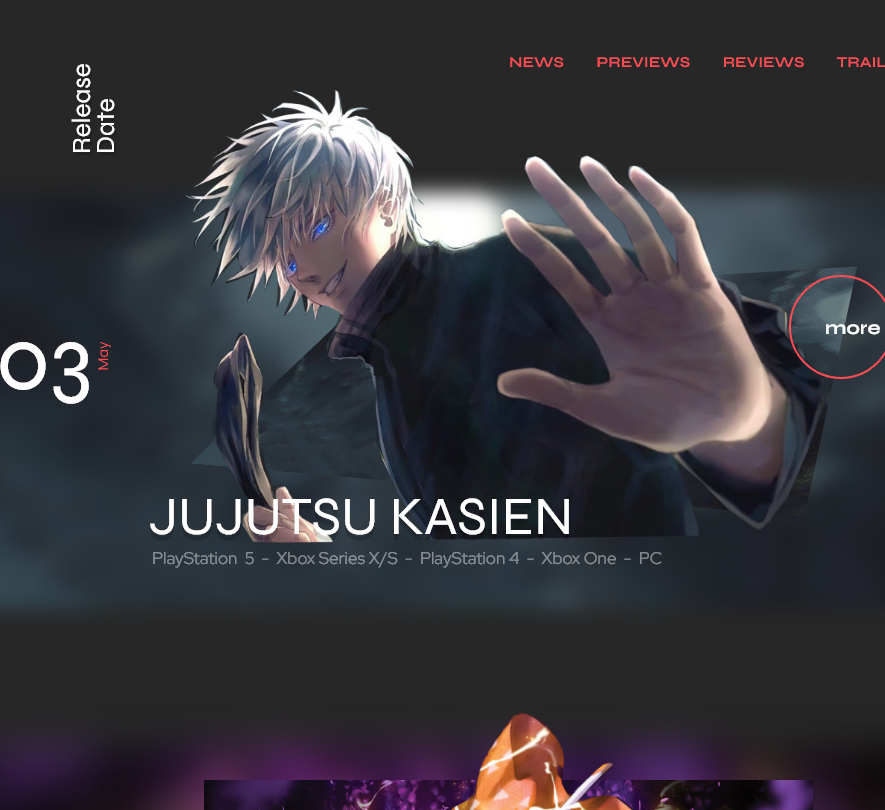 NEWS PREVIEWS REVIEWS TRAIL
Release
Date
more
03 May
JUJUTSU KASIEN
PlayStation 5 - Xbox Series X/S - PlayStation 4 - Xbox One - PC